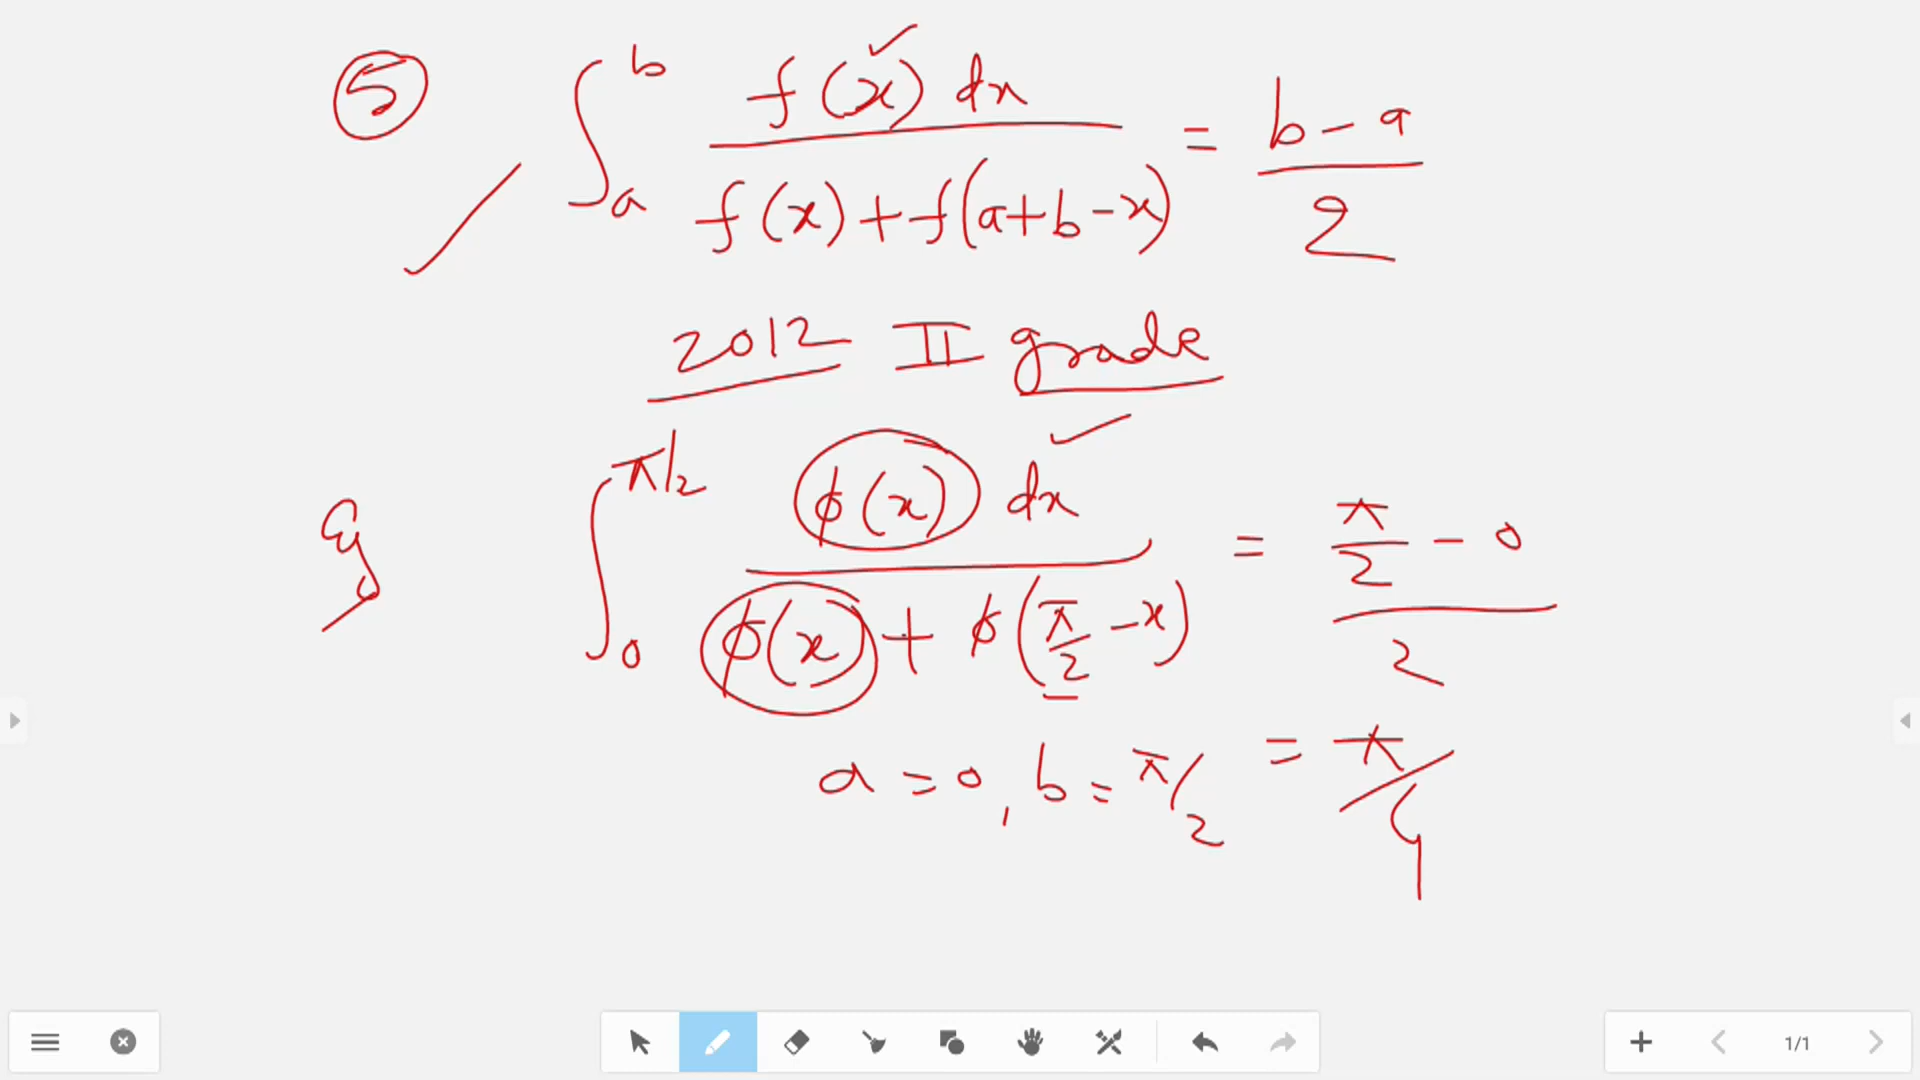 5 ∫_a^b f(x) dx / f(x) + f(a+b-x) = b-a / 2
2012 II grade
Eg ∫_0^π/2 ϕ(x) dx / ϕ(x) + ϕ(π/2 - x) = π/2 - 0 / 2
a = 0, b = π/2 = π/4
1/1